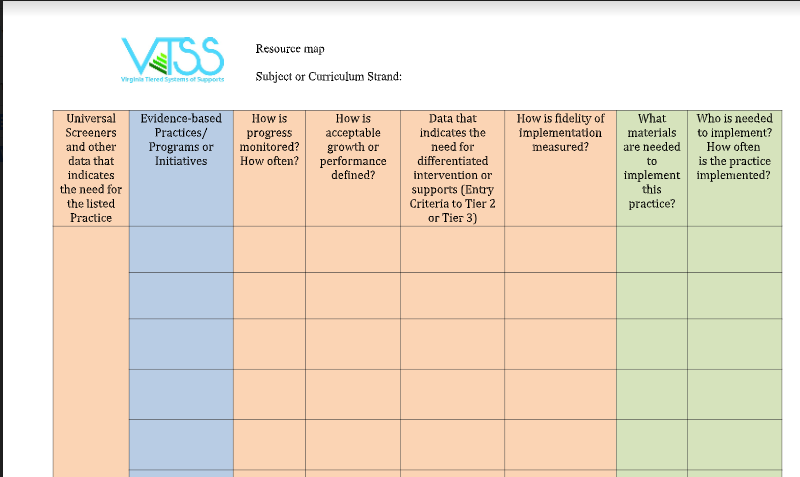 VTSS
Virginia Tiered Systems of Supports
Resource map
Subject or Curriculum Strand:
Universal
Screeners
and other
data that
indicates
the need for
the listed
Practice
Evidence-based
Practices/
Programs or
Initiatives
How is
progress
monitored?
How often?
How is
acceptable
growth or
performance
defined?
Data that
indicates the
need for
differentiated
intervention or
supports (Entry
Criteria to Tier 2
or Tier 3)
How is fidelity of
implementation
measured?
What
materials
are needed
to
implement
this
practice?
Who is needed
to implement?
How often
is the practice
implemented?